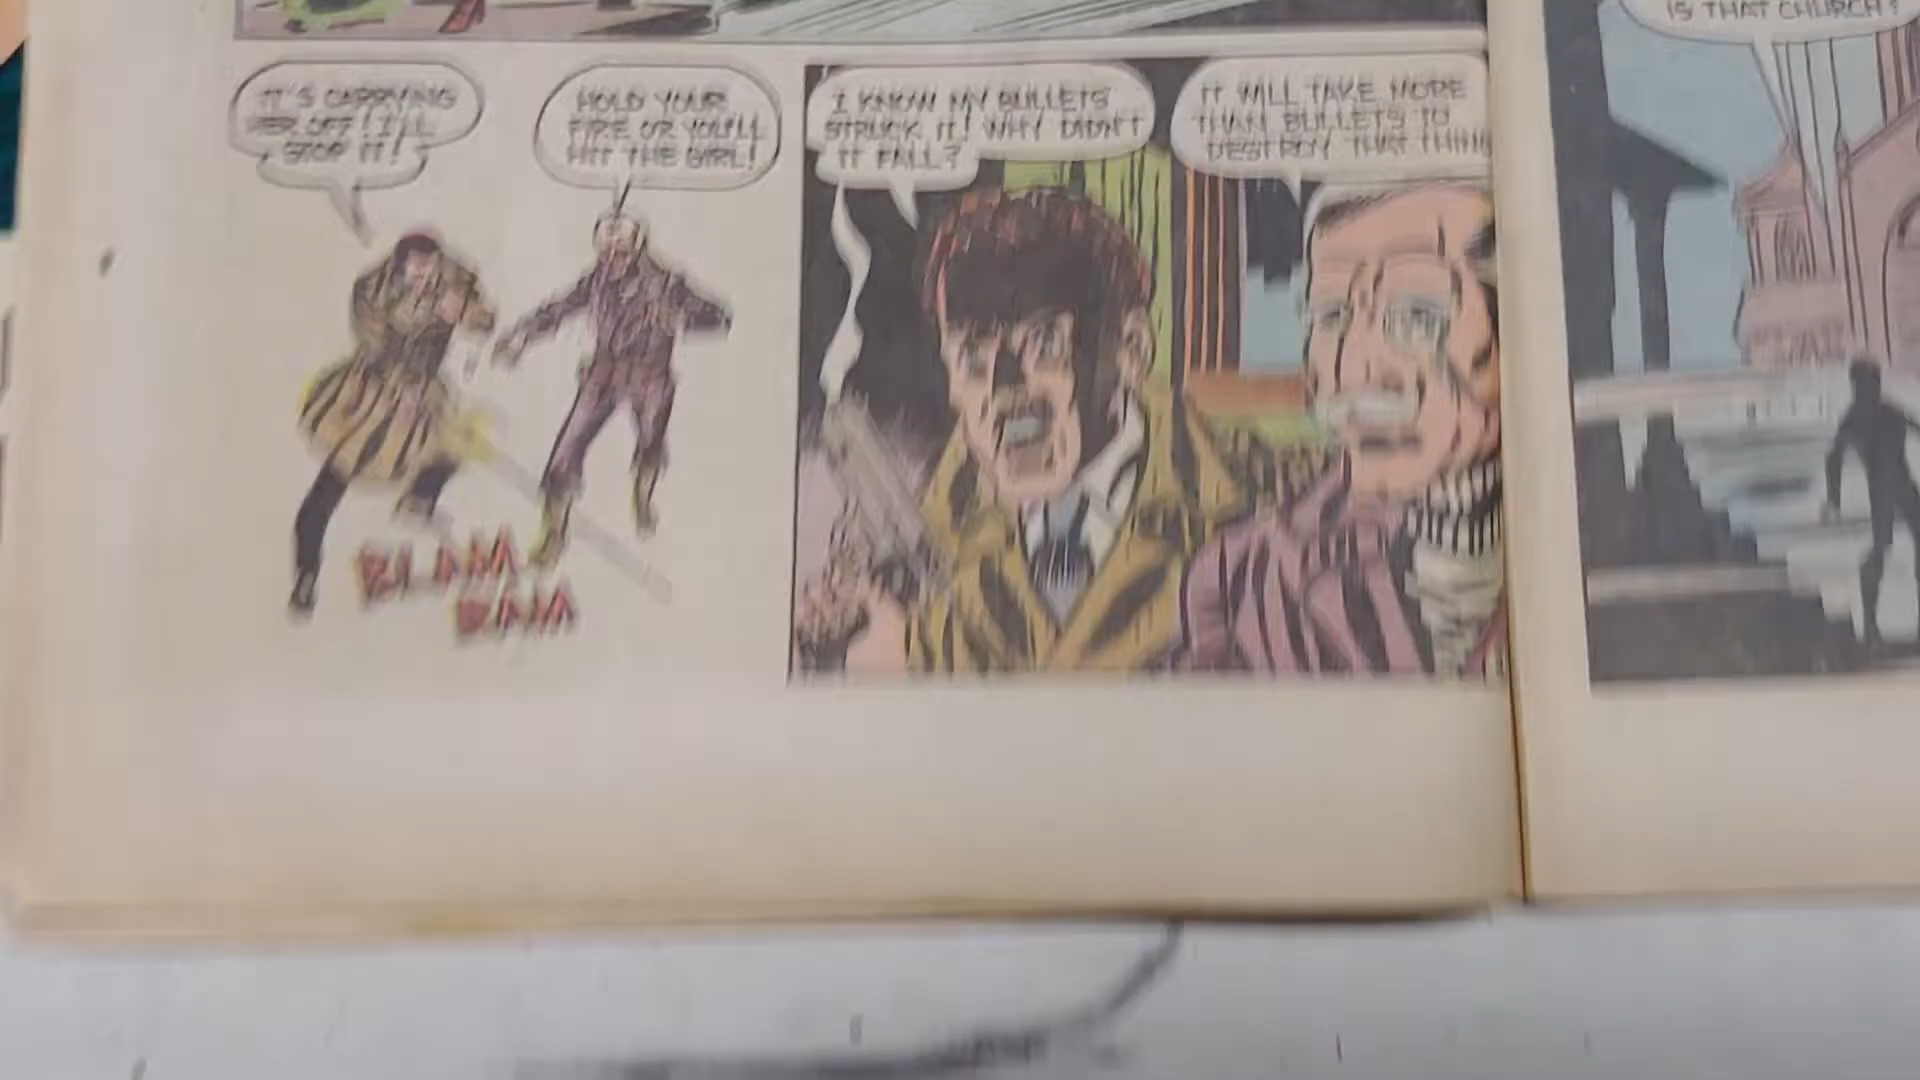 IT'S CARRYING
HER OFF! I'LL
STOP IT!
HOLD YOUR
FIRE OR YOU'LL
HIT THE GIRL!
BLAM
BAM
I KNOW MY BULLETS
STRUCK IT! WHY DIDN'T
IT FALL?
IT WILL TAKE MORE
THAN BULLETS TO
DESTROY THAT THING
IS THAT CHURCH?